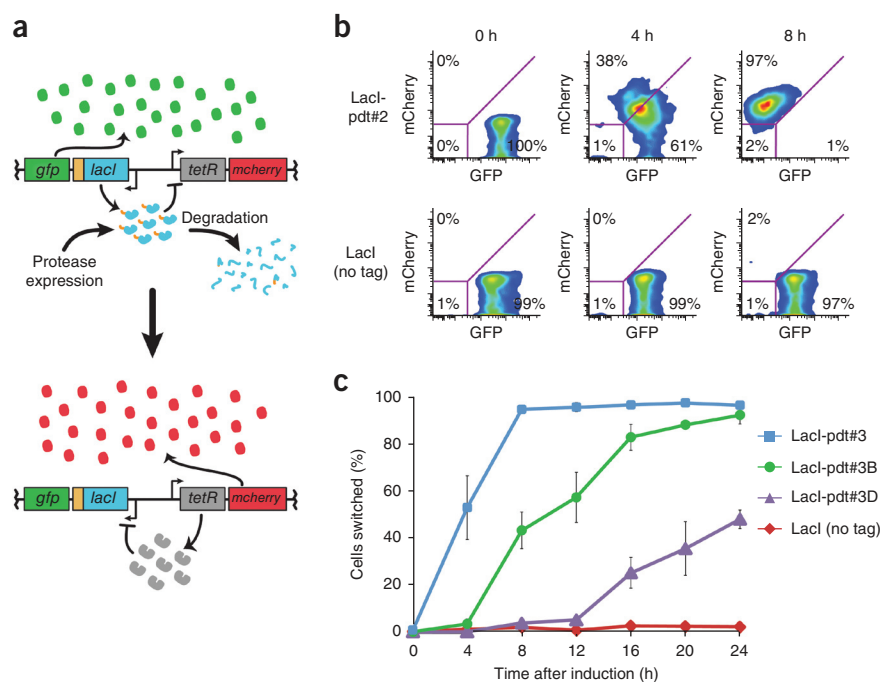 a
gfp
lacI
tetR
mcherry
Degradation
Protease
expression
gfp
lacI
tetR
mcherry
b
0 h
4 h
8 h
LacI-
pdt#2
mCherry
0%
0%
100%
GFP
mCherry
38%
1%
61%
GFP
mCherry
97%
2%
1%
GFP
LacI
(no tag)
mCherry
0%
1%
99%
GFP
mCherry
0%
1%
99%
GFP
mCherry
2%
1%
97%
GFP
c
Cells switched (%)
100
80
60
40
20
0
0
4
8
12
16
20
24
Time after induction (h)
LacI-pdt#3
LacI-pdt#3B
LacI-pdt#3D
LacI (no tag)